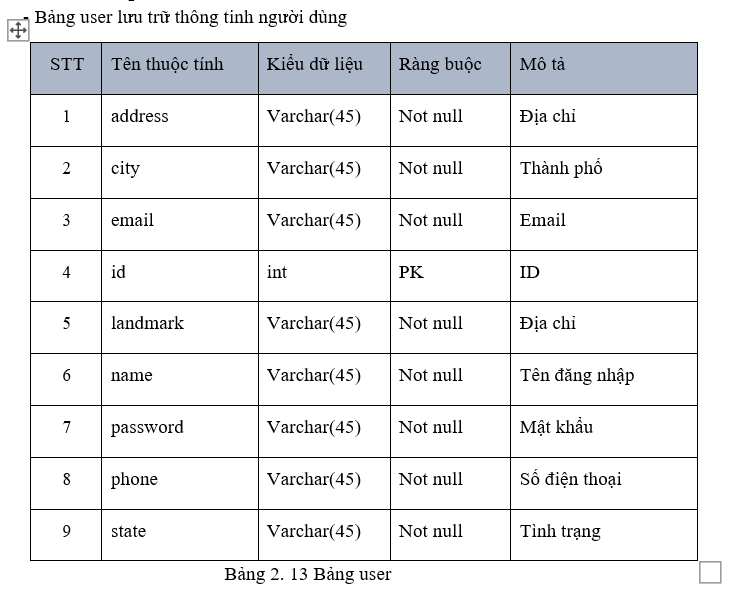 - Bảng user lưu trữ thông tinh người dùng
STT Tên thuộc tính Kiểu dữ liệu Ràng buộc Mô tả
1 address Varchar(45) Not null Địa chỉ
2 city Varchar(45) Not null Thành phố
3 email Varchar(45) Not null Email
4 id int PK ID
5 landmark Varchar(45) Not null Địa chỉ
6 name Varchar(45) Not null Tên đăng nhập
7 password Varchar(45) Not null Mật khẩu
8 phone Varchar(45) Not null Số điện thoại
9 state Varchar(45) Not null Tình trạng
Bảng 2. 13 Bảng user